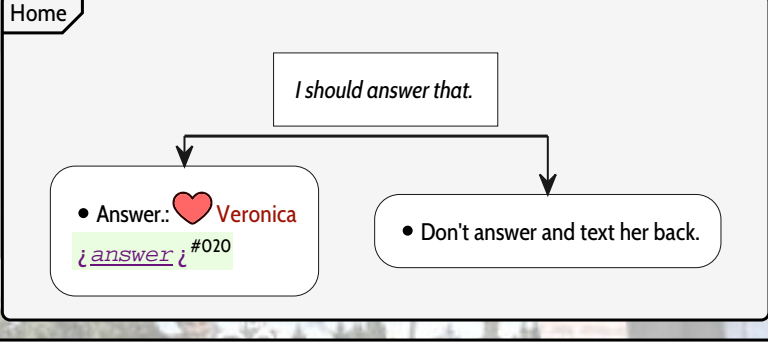 Home
I should answer that.
• Answer.: Veronica
¿answer¿#020
• Don't answer and text her back.